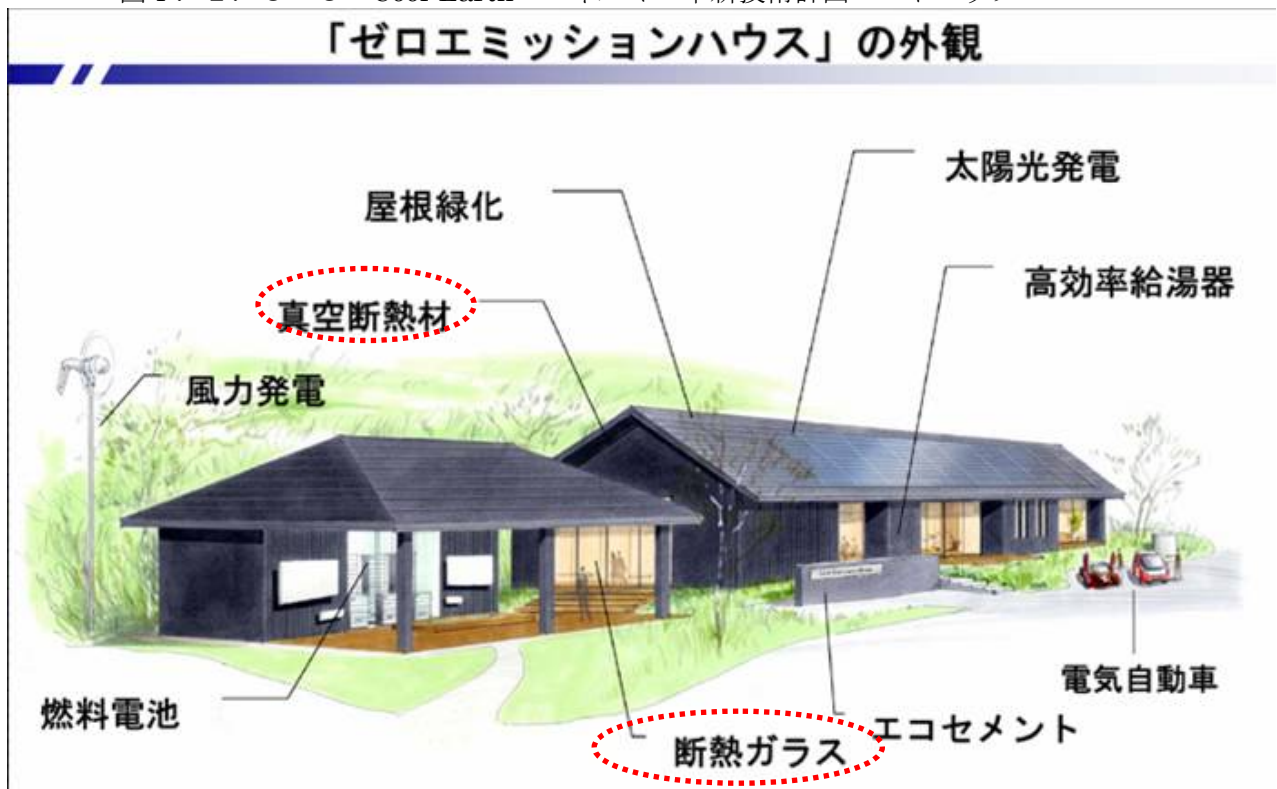 Cool Earth
「ゼロエミッションハウス」の外観
太陽光発電
屋根緑化
高効率給湯器
真空断熱材
風力発電
電気自動車
燃料電池
エコセメント
断熱ガラス